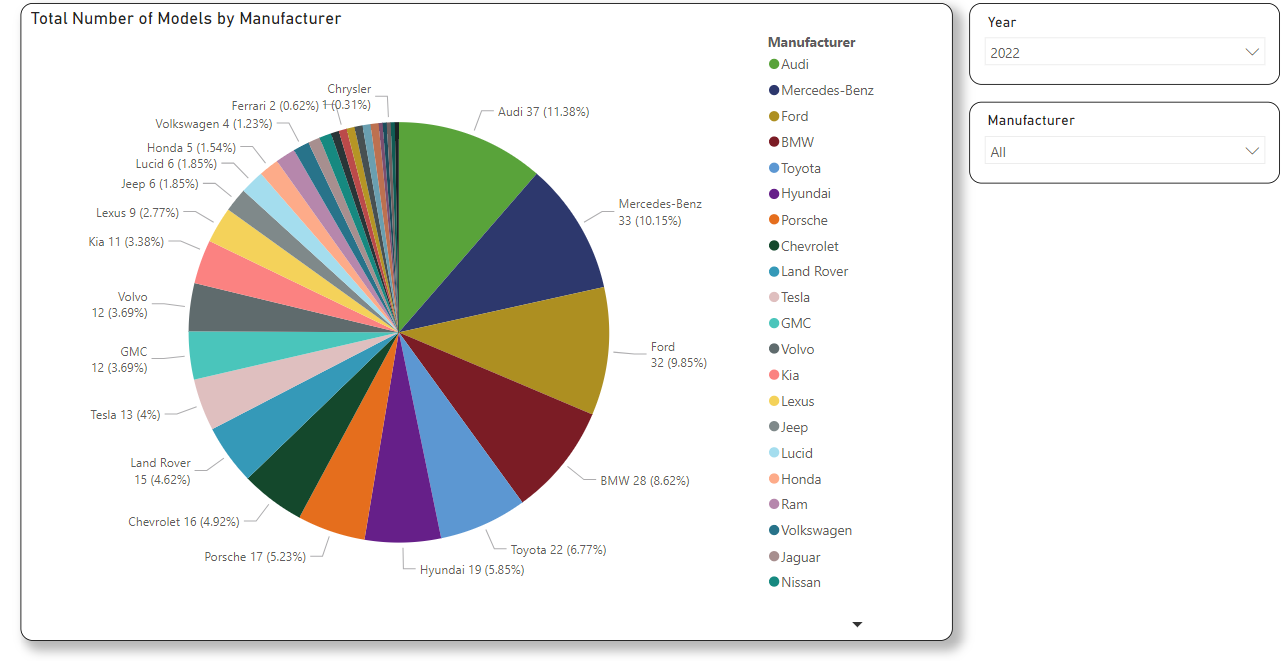 Total Number of Models by Manufacturer
Chrysler
1 (0.31%)
Ferrari 2 (0.62%)
Volkswagen 4 (1.23%)
Honda 5 (1.54%)
Lucid 6 (1.85%)
Jeep 6 (1.85%)
Lexus 9 (2.77%)
Kia 11 (3.38%)
Volvo
12 (3.69%)
GMC
12 (3.69%)
Tesla 13 (4%)
Land Rover
15 (4.62%)
Chevrolet 16 (4.92%)
Porsche 17 (5.23%)
Hyundai 19 (5.85%)
Toyota 22 (6.77%)
BMW 28 (8.62%)
Ford
32 (9.85%)
Mercedes-Benz
33 (10.15%)
Audi 37 (11.38%)
Manufacturer
Audi
Mercedes-Benz
Ford
BMW
Toyota
Hyundai
Porsche
Chevrolet
Land Rover
Tesla
GMC
Volvo
Kia
Lexus
Jeep
Lucid
Honda
Ram
Volkswagen
Jaguar
Nissan
Year
2022
Manufacturer
All